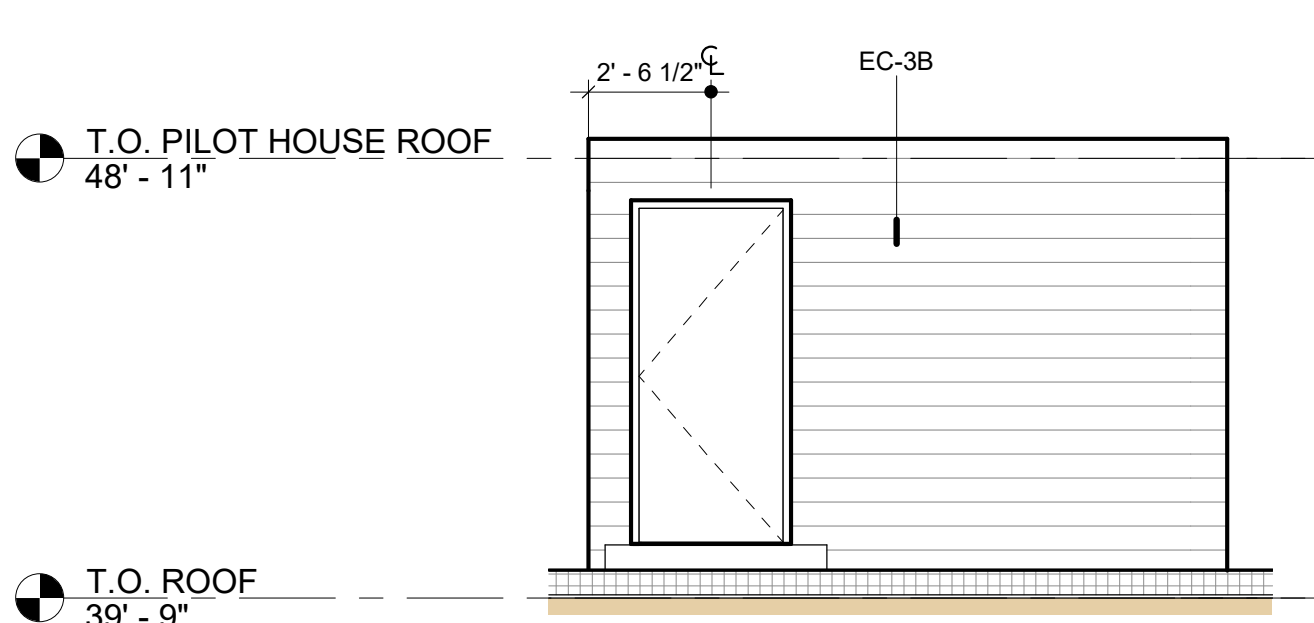 2' - 6 1/2"
℄
EC-3B
T.O. PILOT HOUSE ROOF
48' - 11"
T.O. ROOF
39' - 9"